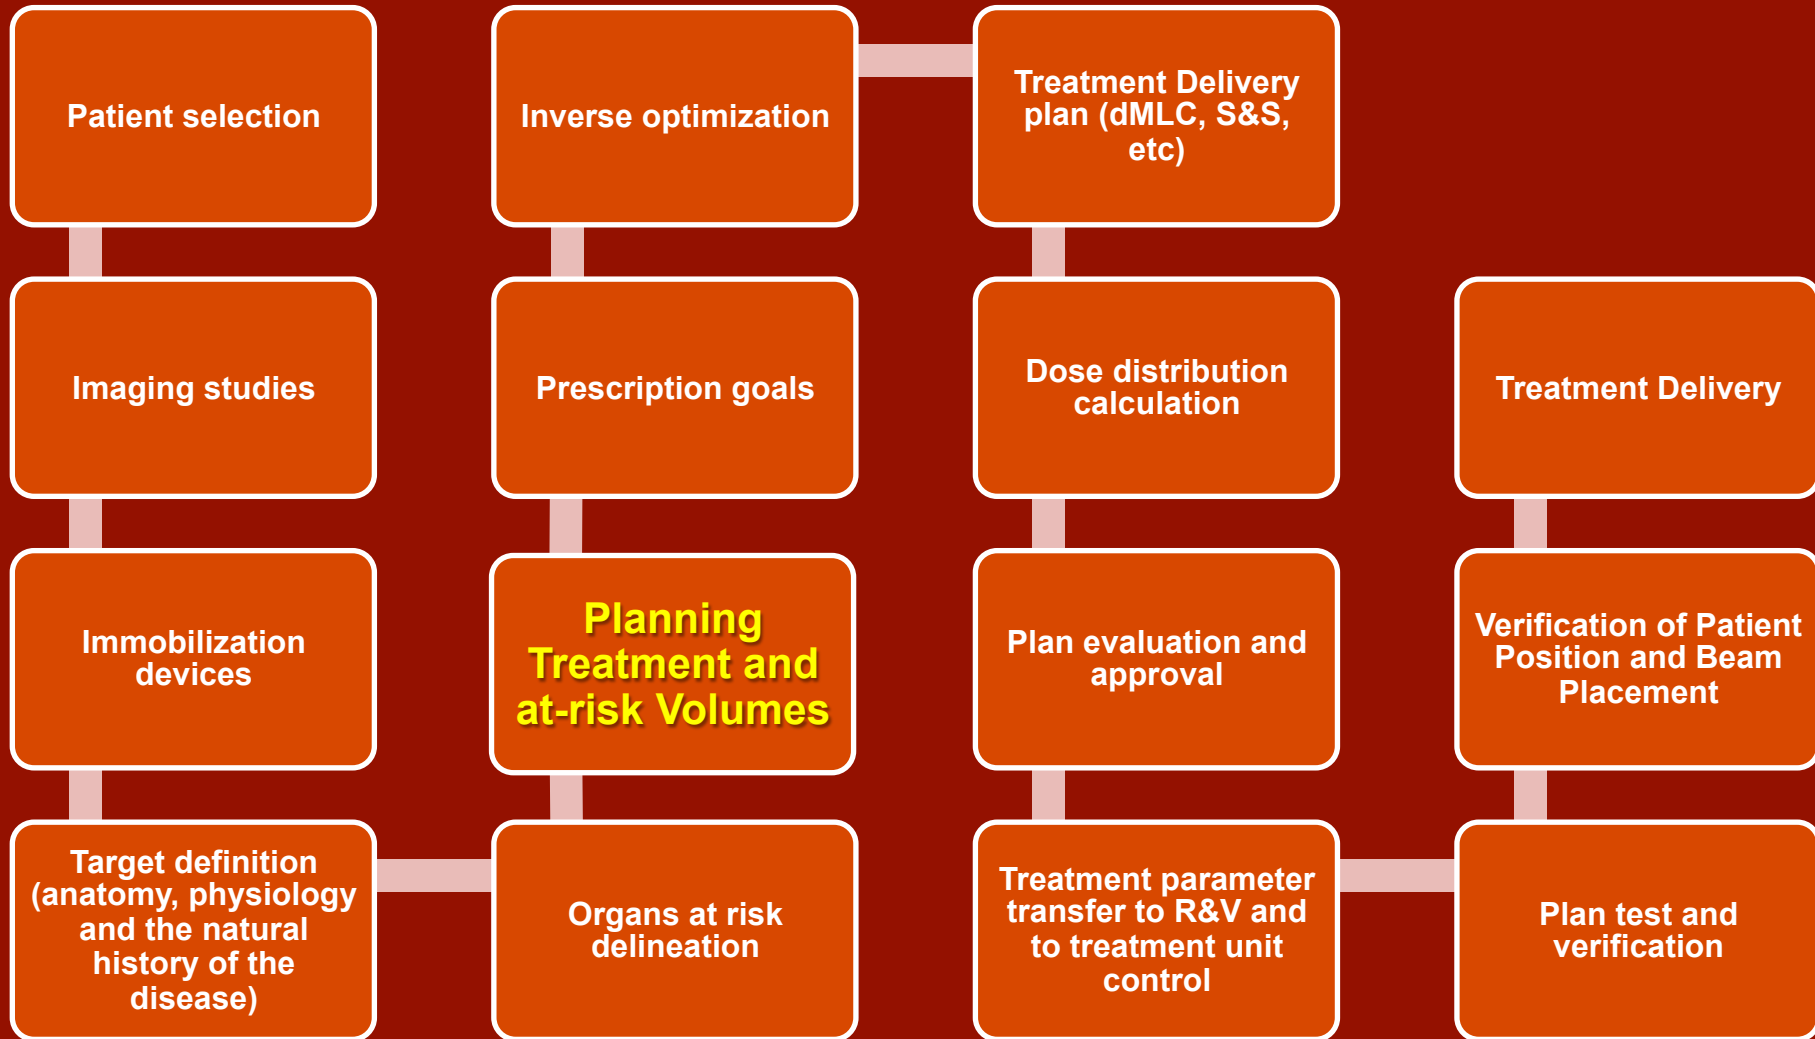 Patient selection
Imaging studies
Immobilization
devices
Target definition
(anatomy, physiology
and the natural
history of the
disease)
Organs at risk
delineation
Planning
Treatment and
at-risk Volumes
Prescription goals
Inverse optimization
Treatment Delivery
plan (dMLC, S&S,
etc)
Dose distribution
calculation
Plan evaluation and
approval
Treatment parameter
transfer to R&V and
to treatment unit
control
Plan test and
verification
Verification of Patient
Position and Beam
Placement
Treatment Delivery